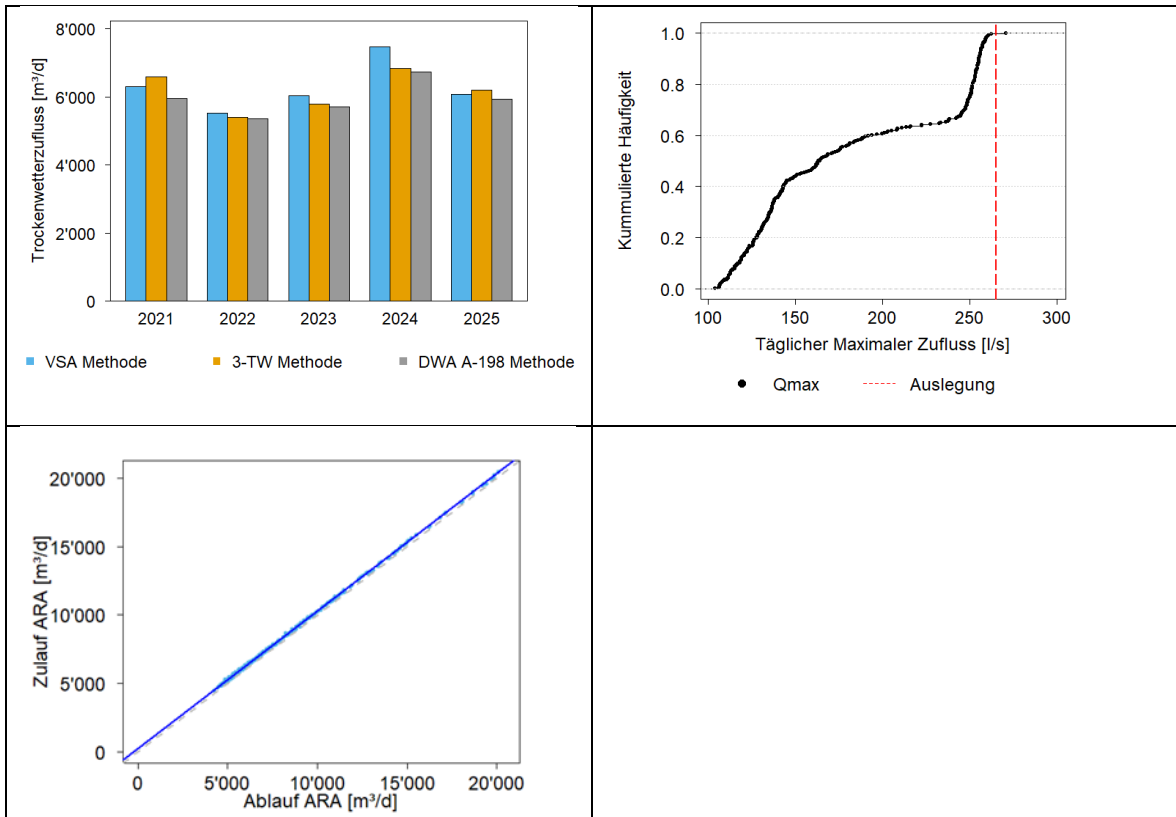 Trockenwetterzufluss [m³/d]
8'000
6'000
4'000
2'000
0
2021 2022 2023 2024 2025
VSA Methode 3-TW Methode DWA A-198 Methode
Kummulierte Häufigkeit
1.0
0.8
0.6
0.4
0.2
0.0
100 150 200 250 300
Täglicher Maximaler Zufluss [l/s]
Qmax Auslegung
Zulauf ARA [m³/d]
20'000
15'000
10'000
5'000
0
0 5'000 10'000 15'000 20'000
Ablauf ARA [m³/d]